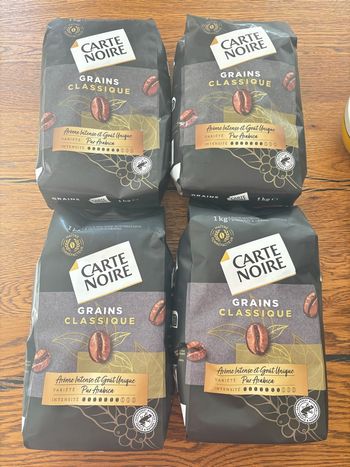 CARTE
NOIRE
GRAINS
CLASSIQUE
Arôme Intense et Goût Unique
VARIÉTÉ Pur Arabica
INTENSITÉ
GRAINS
CARTE
NOIRE
GRAINS
CLASSIQUE
Arôme Intense et Goût Unique
VARIÉTÉ Pur Arabica
INTENSITÉ
1kg
CARTE
NOIRE
GRAINS
CLASSIQUE
Arôme Intense et Goût Unique
VARIÉTÉ Pur Arabica
INTENSITÉ
1kg
CARTE
NOIRE
GRAINS
CLASSIQUE
Arôme Intense et Goût Unique
VARIÉTÉ Pur Arabica
INTENSITÉ